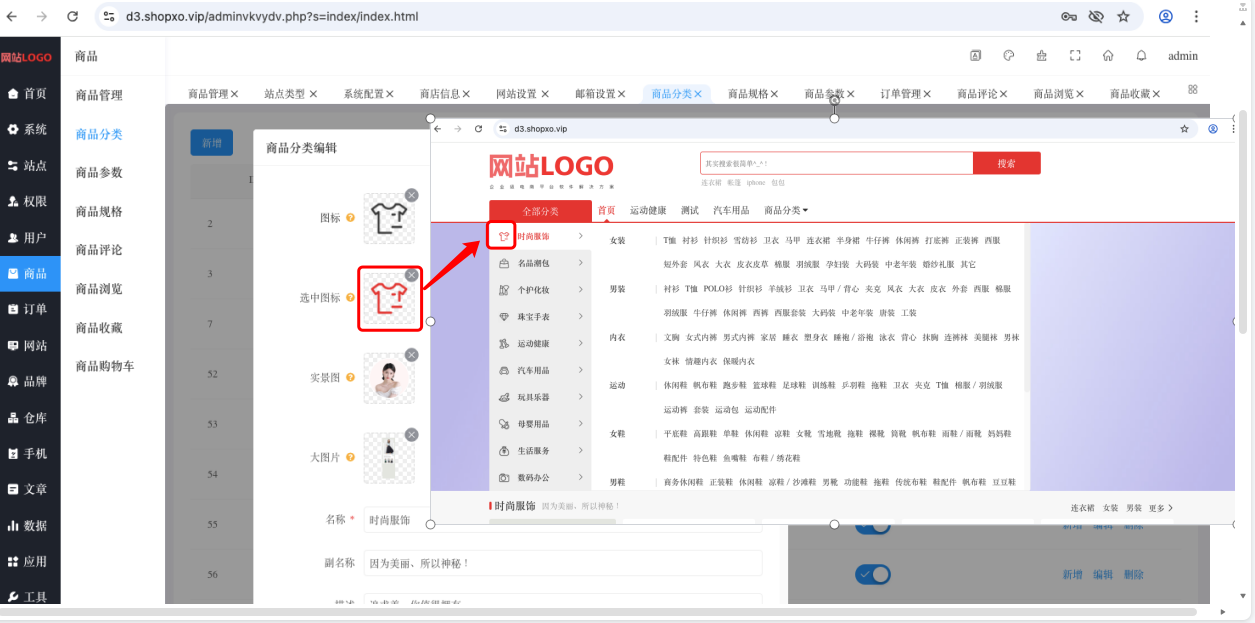 d3.shopxo.vip/adminvkvydv.php?s=index/index.html
网站LOGO
商品
admin
首页
系统
站点
权限
用户
商品
订单
网站
品牌
仓库
手机
文章
数据
应用
工具
商品管理
商品分类
商品参数
商品规格
商品评论
商品浏览
商品收藏
商品购物车
商品管理 站点类型 系统配置 商店信息 网站设置 邮箱设置 商品分类 商品规格 商品参数 订单管理 商品评论 商品浏览 商品收藏
新增
2
3
7
52
53
54
55
56
商品分类编辑
图标
选中图标
实景图
大图片
名称 * 时尚服饰
副名称 因为美丽、所以神秘！
d3.shopxo.vip
网站LOGO
企业级电商平台软件解决方案
其实搜索很简单^_^！
搜索
连衣裙 帐篷 iphone 包包
全部分类 首页 运动健康 测试 汽车用品 商品分类
时尚服饰
名品潮包
个护化妆
珠宝手表
运动健康
汽车用品
玩具乐器
母婴用品
生活服务
数码办公
女装 T恤 衬衫 针织衫 雪纺衫 卫衣 马甲 连衣裙 半身裙 牛仔裤 休闲裤 打底裤 正装裤 西服
短外套 风衣 大衣 皮衣皮草 棉服 羽绒服 孕妇装 大码装 中老年装 婚纱礼服 其它
男装 衬衫 T恤 POLO衫 针织衫 羊绒衫 卫衣 马甲/背心 夹克 风衣 大衣 皮衣 外套 西服 棉服
羽绒服 牛仔裤 休闲裤 西裤 西服套装 大码装 中老年装 唐装 工装
内衣 文胸 女式内裤 男式内裤 家居 睡衣 塑身衣 睡袍/浴袍 泳衣 背心 抹胸 连裤袜 美腿袜 男袜
女袜 情趣内衣 保暖内衣
运动 休闲鞋 帆布鞋 跑步鞋 篮球鞋 足球鞋 训练鞋 乒羽鞋 拖鞋 卫衣 夹克 T恤 棉服/羽绒服
运动裤 套装 运动包 运动配件
女鞋 平底鞋 高跟鞋 单鞋 休闲鞋 凉鞋 女靴 雪地靴 拖鞋 裸靴 筒靴 帆布鞋 雨鞋/雨靴 妈妈鞋
鞋配件 特色鞋 鱼嘴鞋 布鞋/绣花鞋
男鞋 商务休闲鞋 正装鞋 休闲鞋 凉鞋/沙滩鞋 男靴 功能鞋 拖鞋 传统布鞋 鞋配件 帆布鞋 豆豆鞋
时尚服饰 因为美丽、所以神秘！
连衣裙 女装 男装 更多
新增 编辑 删除
新增 编辑 删除